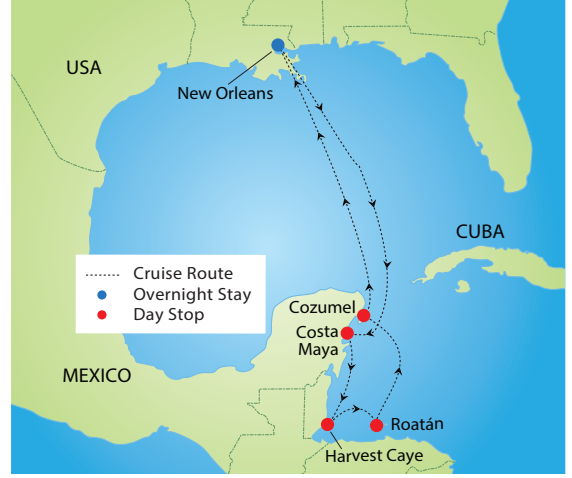 USA
New Orleans
CUBA
Cruise Route
Overnight Stay
Day Stop
Cozumel
Costa
Maya
MEXICO
Roatán
Harvest Caye